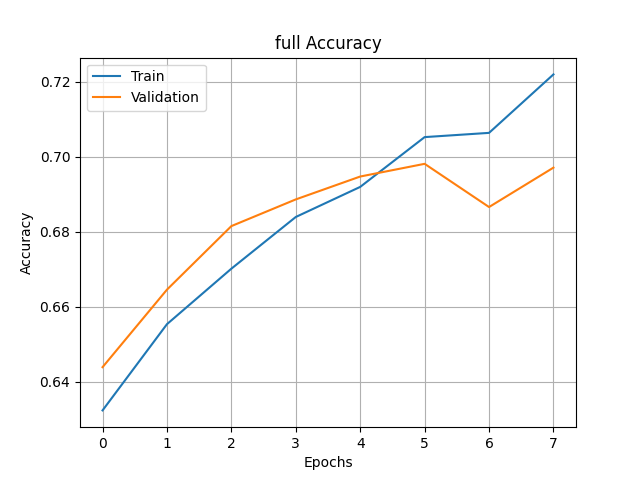 full Accuracy
Train
Validation
Accuracy
0.72
0.70
0.68
0.66
0.64
0 1 2 3 4 5 6 7
Epochs